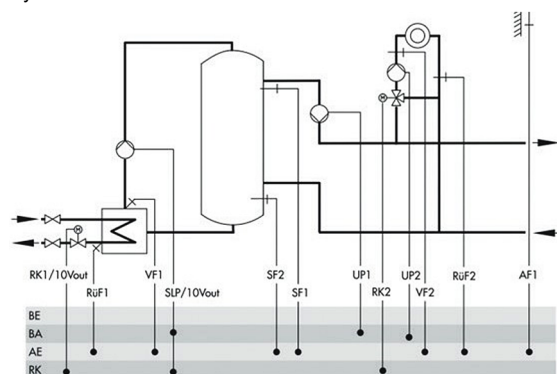 RK1/10Vout
VF1
SF2
UP1
UP2
RüF2
AF1
RüF1
SLP/10Vout
SF1
RK2
VF2
BE
BA
AE
RK